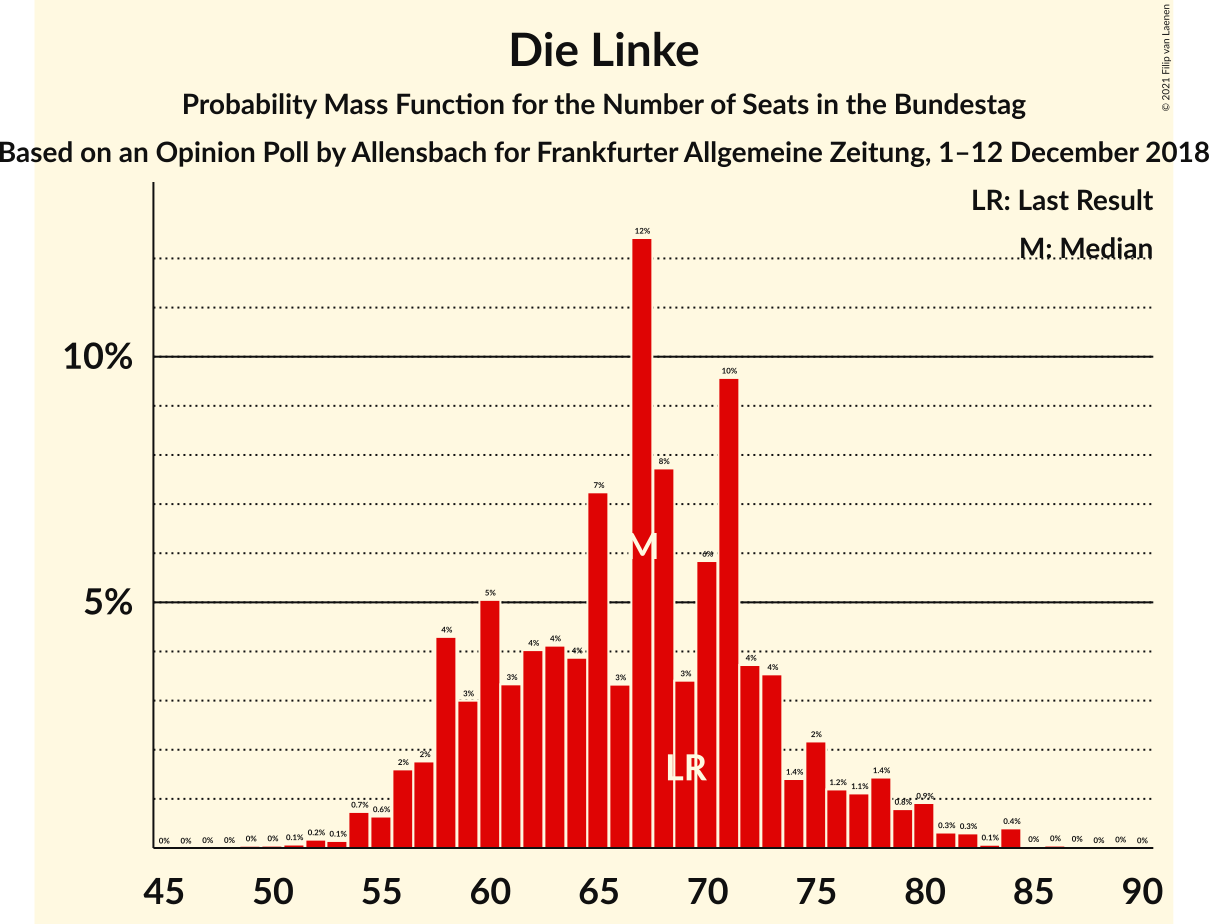 © 2021 Filip van Laenen
Die Linke
Probability Mass Function for the Number of Seats in the Bundestag
Based on an Opinion Poll by Allensbach for Frankfurter Allgemeine Zeitung, 1–12 December 2018
LR: Last Result
M: Median
10%
5%
0% 0% 0% 0% 0% 0% 0.1% 0.2% 0.1% 0.7% 0.6% 2% 2% 4% 3% 5% 3% 4% 4% 4% 7% 3% 12% 8% 3% 6% 10% 4% 4% 1.4% 2% 1.2% 1.1% 1.4% 0.8% 0.9% 0.3% 0.3% 0.1% 0.4% 0% 0% 0% 0% 0% 0%
M
LR
45 50 55 60 65 70 75 80 85 90